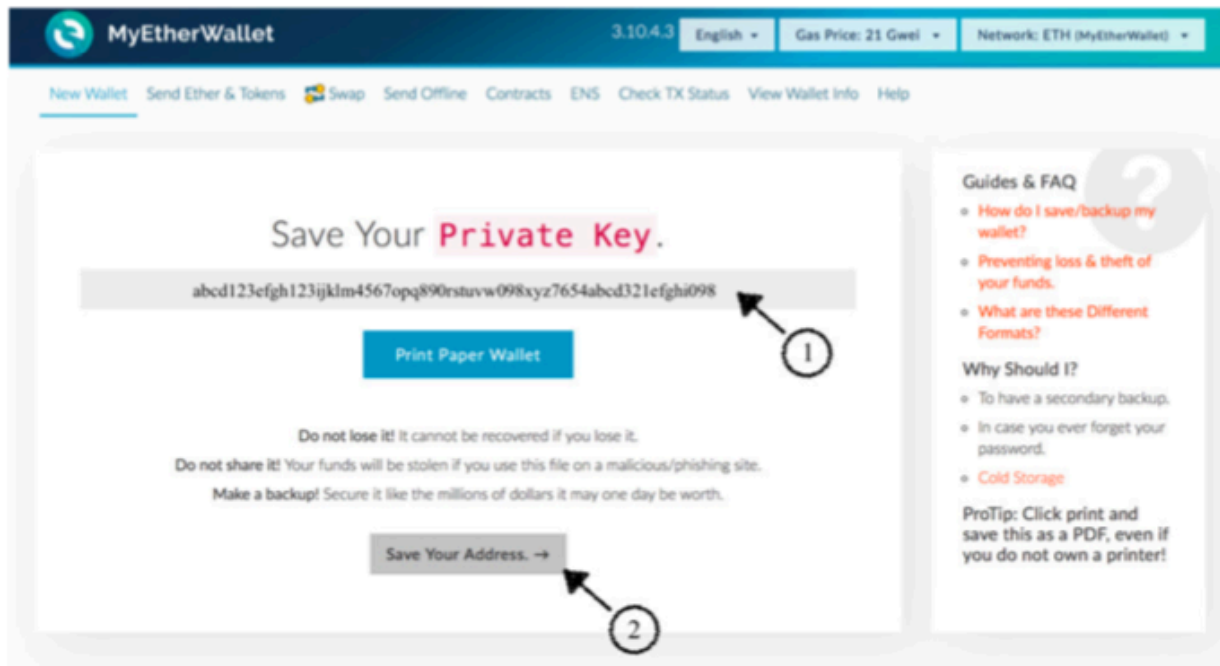 MyEtherWallet
3.10.4.3 English Gas Price: 21 Gwei Network: ETH (MyEtherWallet)
New Wallet Send Ether & Tokens Swap Send Offline Contracts ENS Check TX Status View Wallet Info Help
Save Your Private Key.
abcd123efgh123ijklm4567opq890rstuvw098xyz7654abcd321efghi098
1
Print Paper Wallet
Do not lose it! It cannot be recovered if you lose it.
Do not share it! Your funds will be stolen if you use this file on a malicious/phishing site.
Make a backup! Secure it like the millions of dollars it may one day be worth.
Save Your Address. →
2
?
Guides & FAQ
How do I save/backup my
wallet?
Preventing loss & theft of
your funds.
What are these Different
Formats?
Why Should I?
To have a secondary backup.
In case you ever forget your
password.
Cold Storage
ProTip: Click print and
save this as a PDF, even if
you do not own a printer!